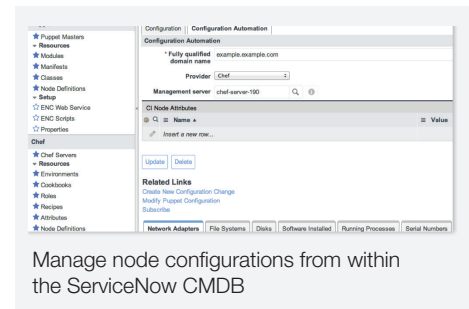 Puppet Masters
Resources
Modules
Manifests
Classes
Node Definitions
Setup
ENC Web Service
ENC Scripts
Properties
Chef
Chef Servers
Resources
Environments
Cookbooks
Roles
Recipes
Attributes
Node Definitions
Configuration Configuration Automation
Configuration Automation
* Fully qualified domain name example.example.com
Provider Chef
Management server chef-server-190
CI Node Attributes
Name Value
Insert a new row...
Update Delete
Related Links
Create New Configuration Change
Modify Puppet Configuration
Subscribe
Network Adapters File Systems Disks Software Installed Running Processes Serial Numbers
Manage node configurations from within
the ServiceNow CMDB